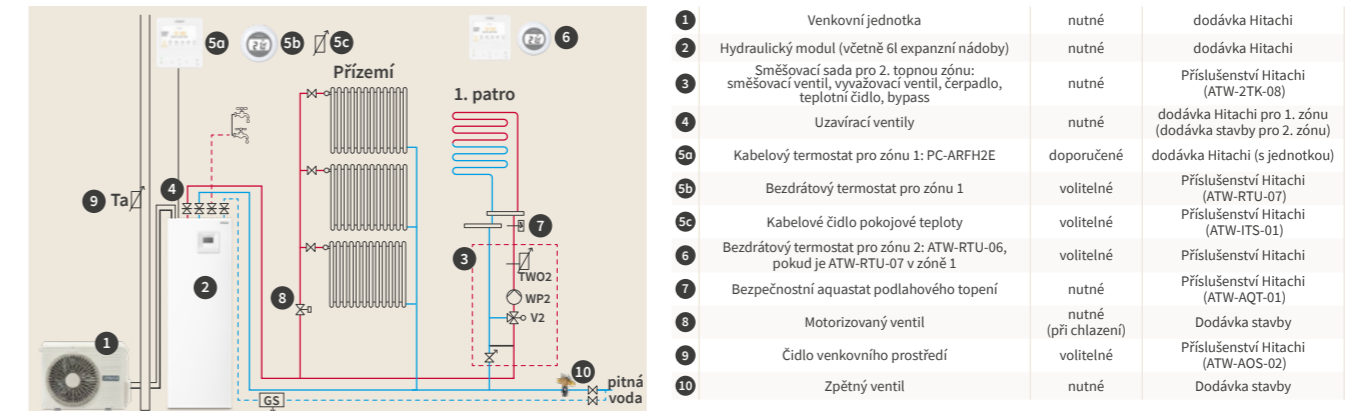 5a
5b
5c
6
Přízemí
1. patro
4
9
Ta
7
3
TWO2
2
8
WP2
V2
1
10
pitná
voda
GS
1 Venkovní jednotka nutné dodávka Hitachi
2 Hydraulický modul (včetně 6l expanzní nádoby) nutné dodávka Hitachi
3 Směšovací sada pro 2. topnou zónu:
směšovací ventil, vyvažovací ventil, čerpadlo,
teplotní čidlo, bypass
nutné
Příslušenství Hitachi
(ATW-2TK-08)
4 Uzavírací ventily nutné
dodávka Hitachi pro 1. zónu
(dodávka stavby pro 2. zónu)
5a Kabelový termostat pro zónu 1: PC-ARFH2E doporučené dodávka Hitachi (s jednotkou)
5b Bezdrátový termostat pro zónu 1 volitelné
Příslušenství Hitachi
(ATW-RTU-07)
5c Kabelové čidlo pokojové teploty volitelné
Příslušenství Hitachi
(ATW-ITS-01)
6 Bezdrátový termostat pro zónu 2: ATW-RTU-06,
pokud je ATW-RTU-07 v zóně 1
volitelné Příslušenství Hitachi
7 Bezpečnostní aquastat podlahového topení nutné
Příslušenství Hitachi
(ATW-AQT-01)
8 Motorizovaný ventil
nutné
(při chlazení)
Dodávka stavby
9 Čidlo venkovního prostředí volitelné
Příslušenství Hitachi
(ATW-AOS-02)
10 Zpětný ventil nutné Dodávka stavby